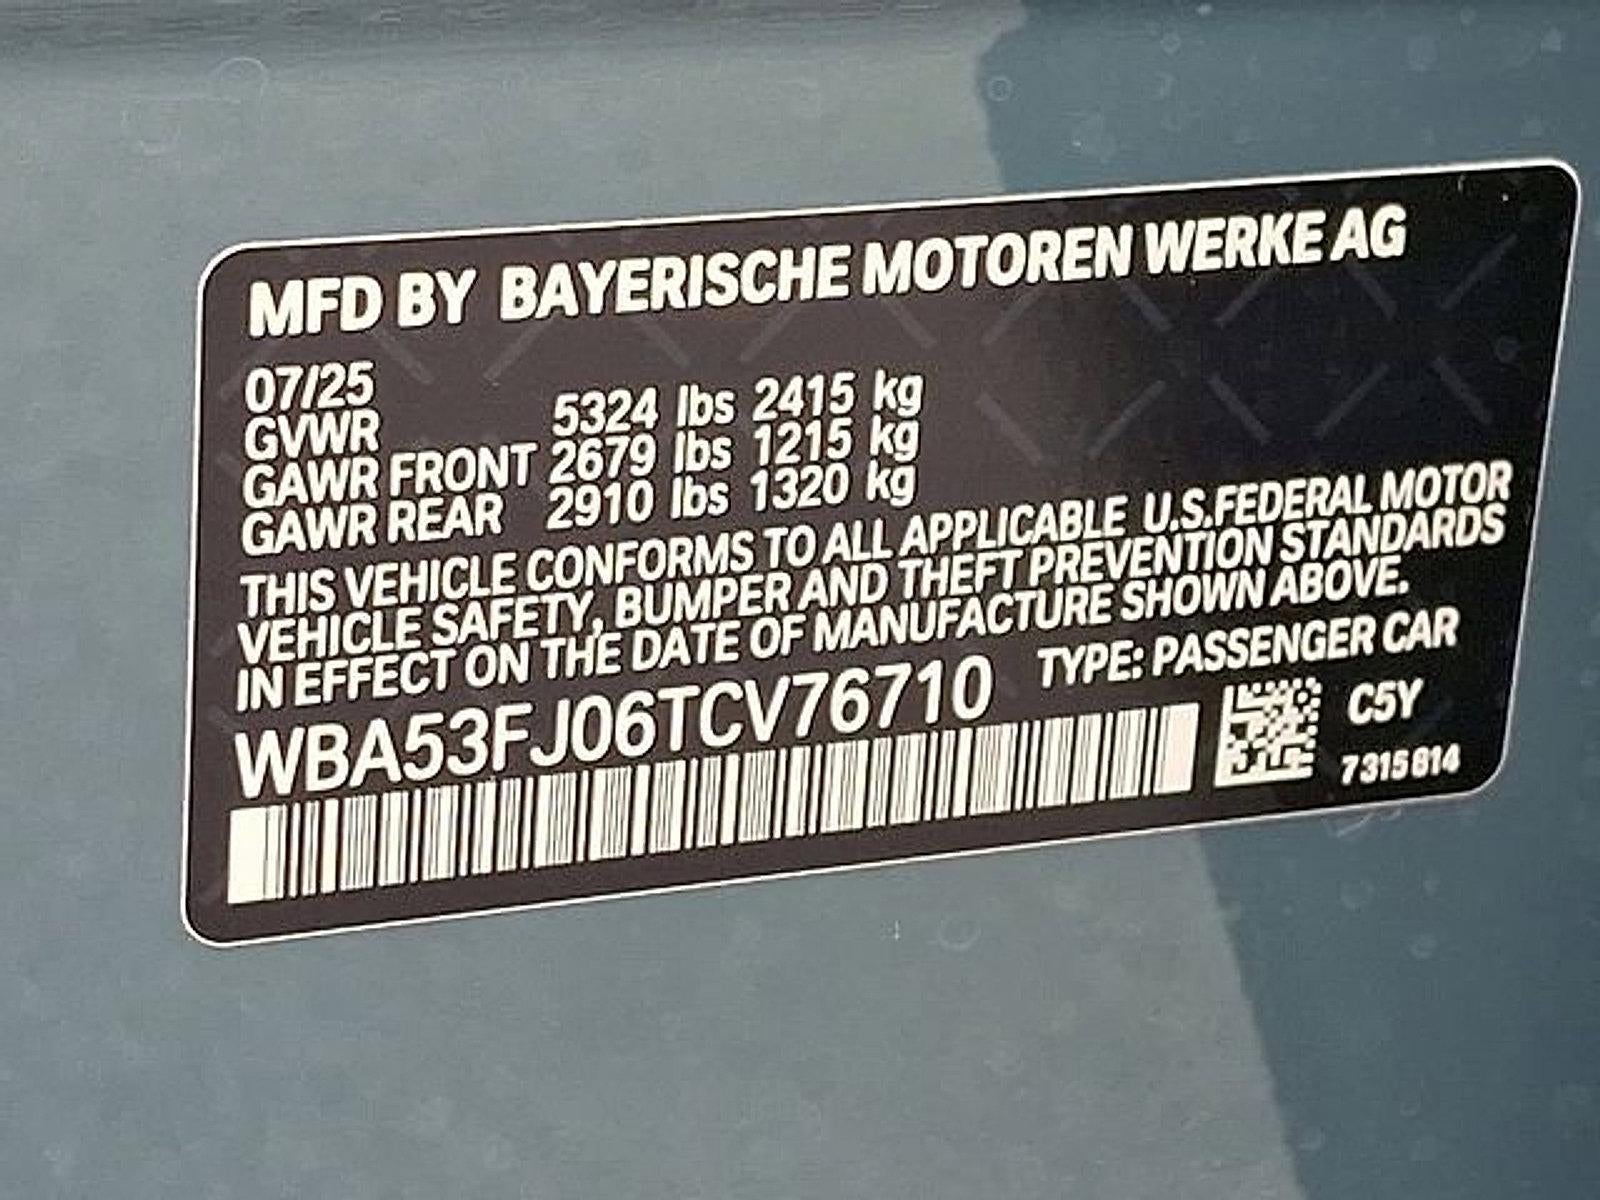 MFD BY BAYERISCHE MOTOREN WERKE AG
07/25
GVWR 5324 lbs 2415 kg
GAWR FRONT 2679 lbs 1215 kg
GAWR REAR 2910 lbs 1320 kg
THIS VEHICLE CONFORMS TO ALL APPLICABLE U.S.FEDERAL MOTOR
VEHICLE SAFETY, BUMPER AND THEFT PREVENTION STANDARDS
IN EFFECT ON THE DATE OF MANUFACTURE SHOWN ABOVE.
WBA53FJ06TCV76710 TYPE: PASSENGER CAR
C5Y
7315814